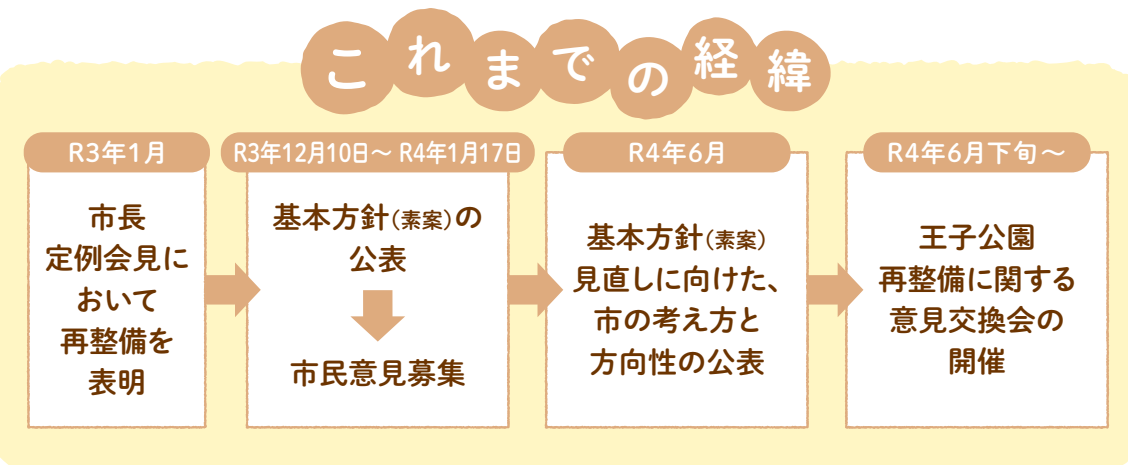 これまでの経緯
R3年1月
市長
定例会見に
おいて
再整備を
表明
R3年12月10日～R4年1月17日
基本方針(素案)の
公表
市民意見募集
R4年6月
基本方針(素案)
見直しに向けた、
市の考え方と
方向性の公表
R4年6月下旬～
王子公園
再整備に関する
意見交換会の
開催